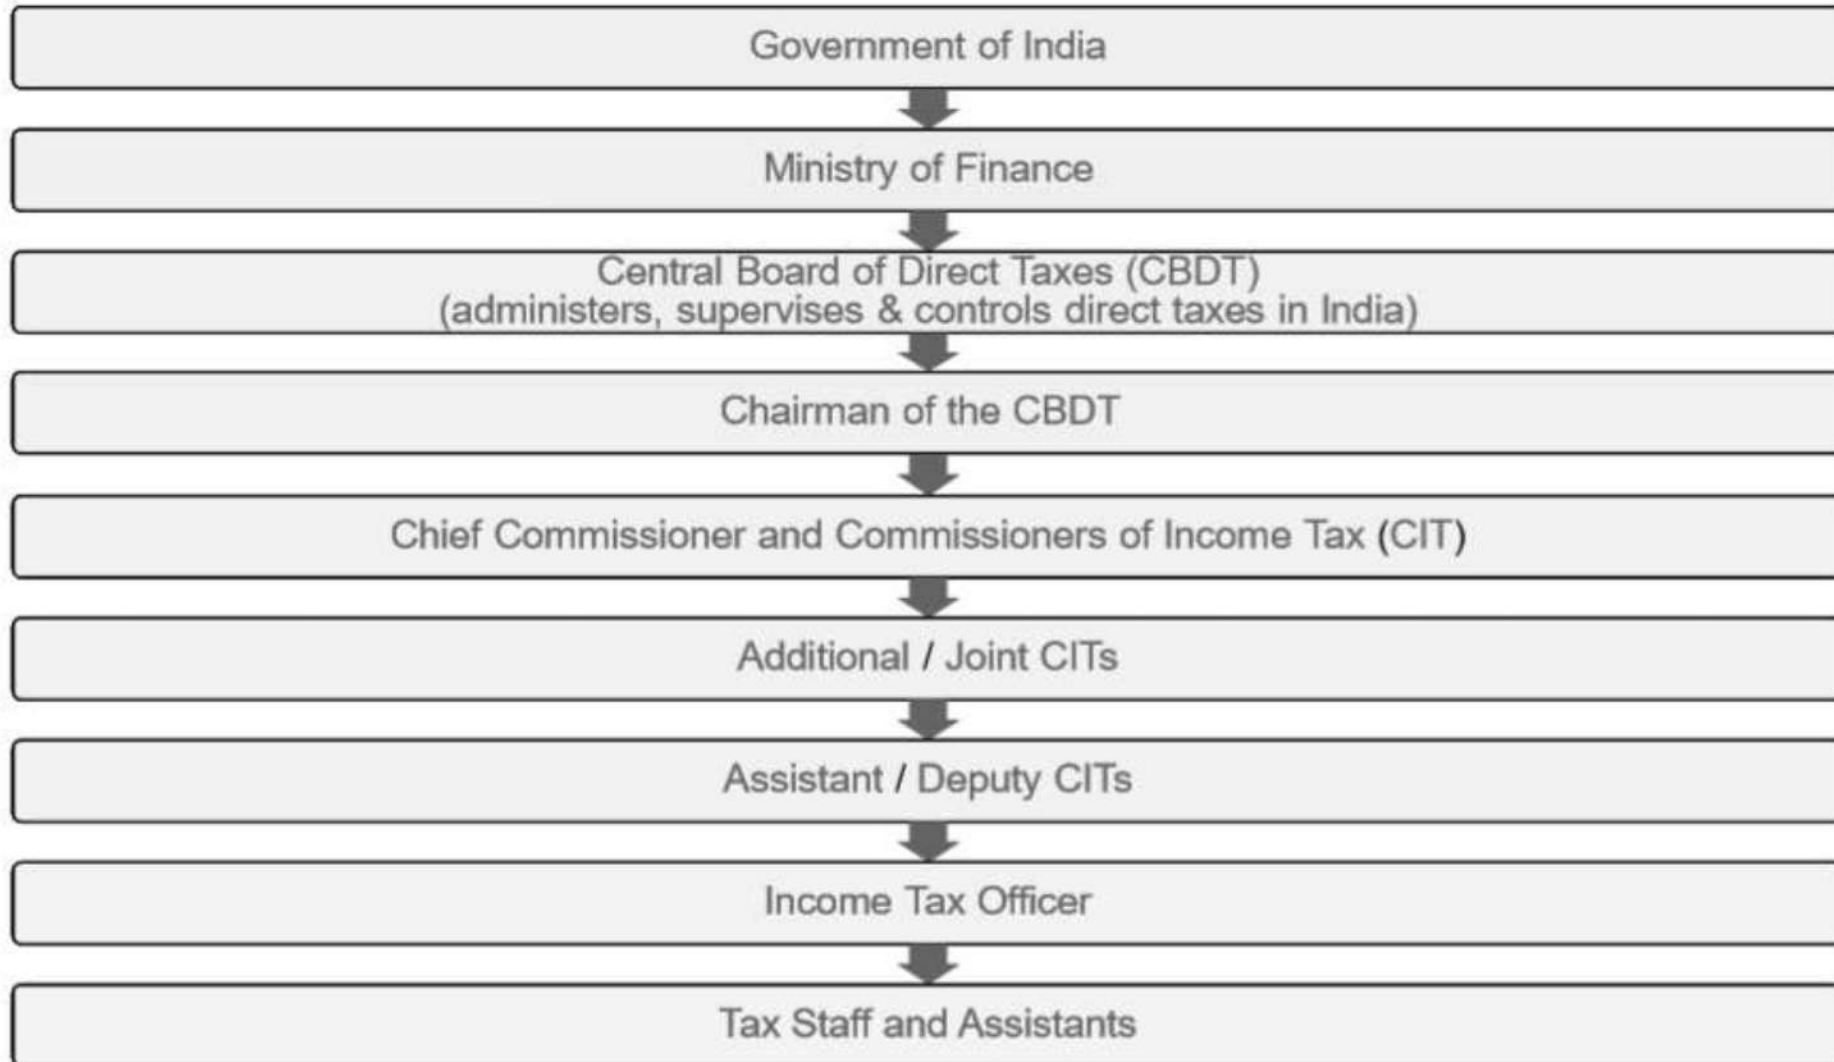 Government of India
Ministry of Finance
Central Board of Direct Taxes (CBDT)
(administers, supervises & controls direct taxes in India)
Chairman of the CBDT
Chief Commissioner and Commissioners of Income Tax (CIT)
Additional / Joint CITs
Assistant / Deputy CITs
Income Tax Officer
Tax Staff and Assistants